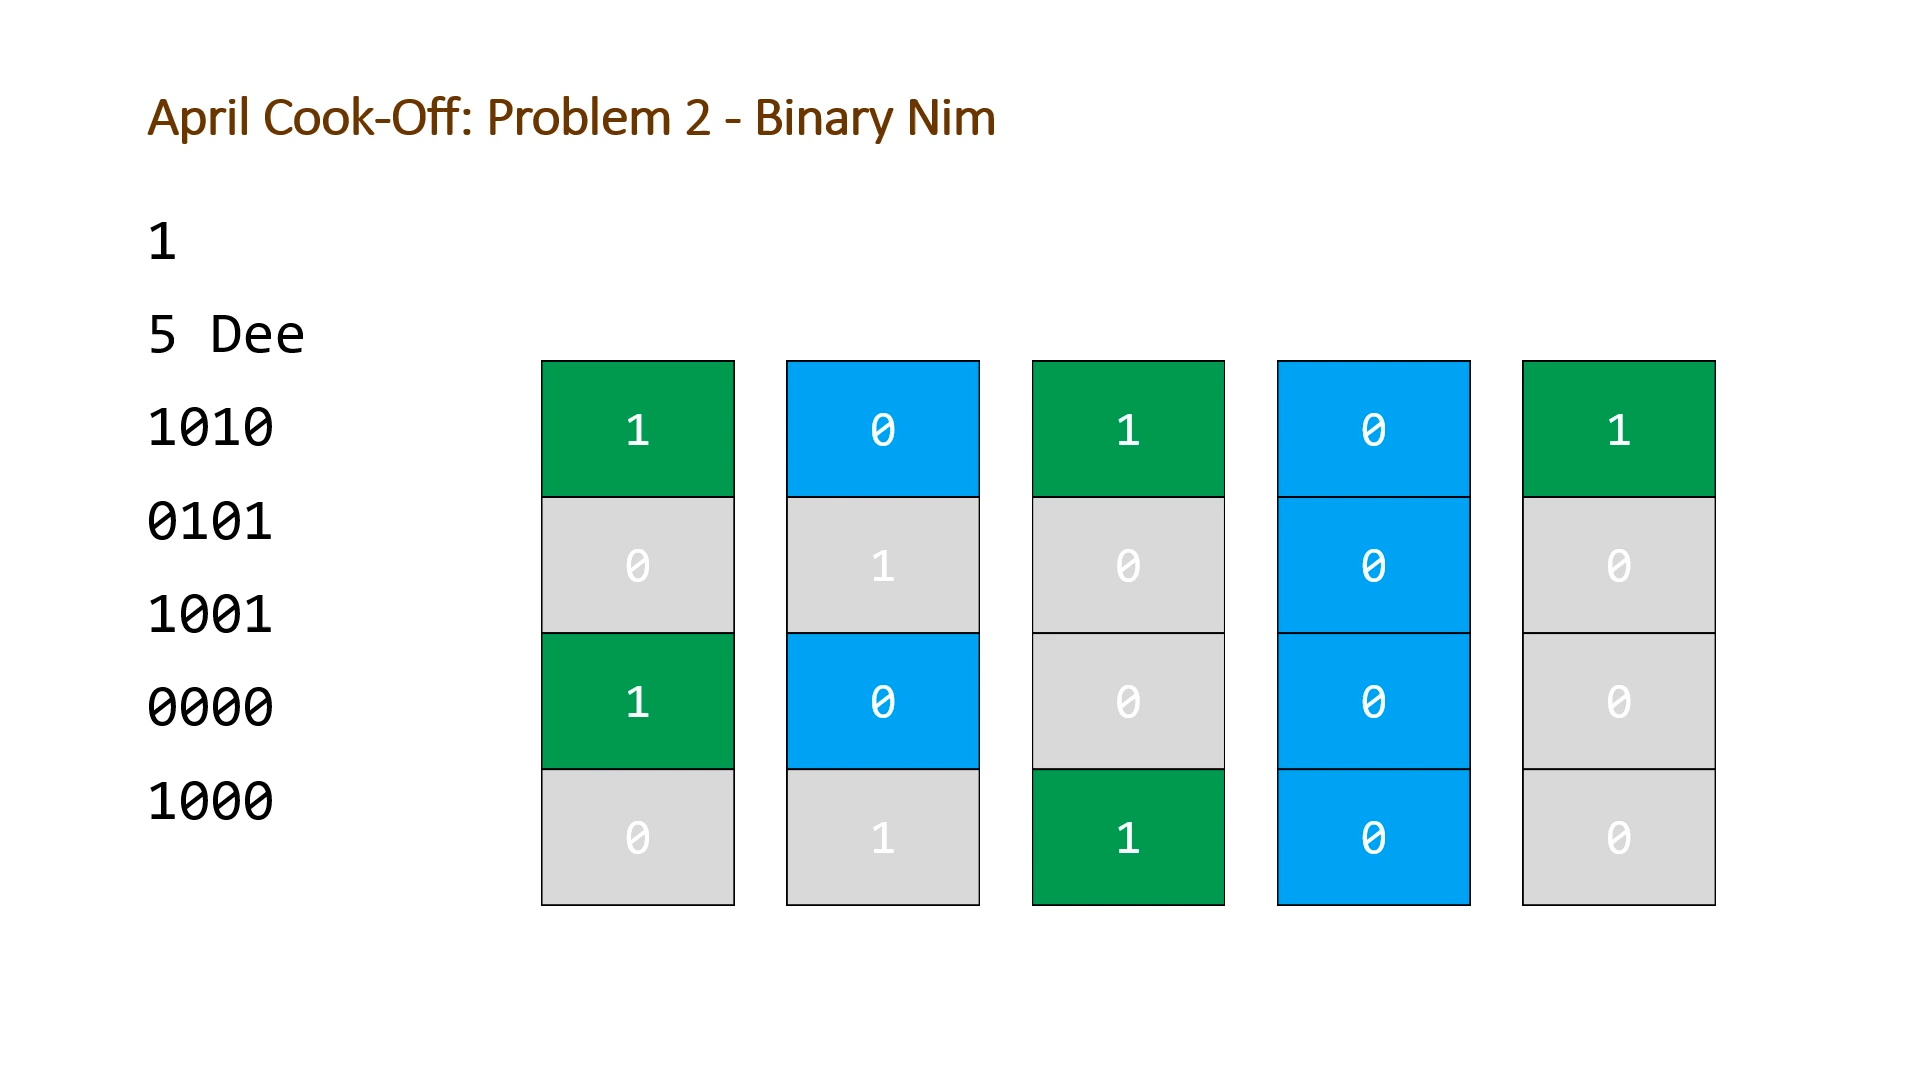 April Cook-Off: Problem 2 - Binary Nim
1
5 Dee
1010
0101
1001
0000
1000
1 0 1 0 1
0 1 0 0 0
1 0 0 0 0
0 1 1 0 0